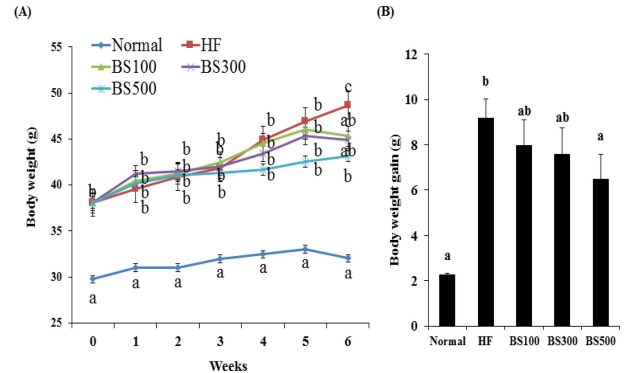 (A)
Normal HF
BS100 BS300
BS500
Body weight (g)
55
50
45
40
35
30
25
b b b b b b c
b b b b b ab
b b b b b ab
b b b b b b
a a a a a a a
0 1 2 3 4 5 6
Weeks
(B)
Body weight gain (g)
12
10
8
6
4
2
0
a b ab ab a
Normal HF BS100 BS300 BS500